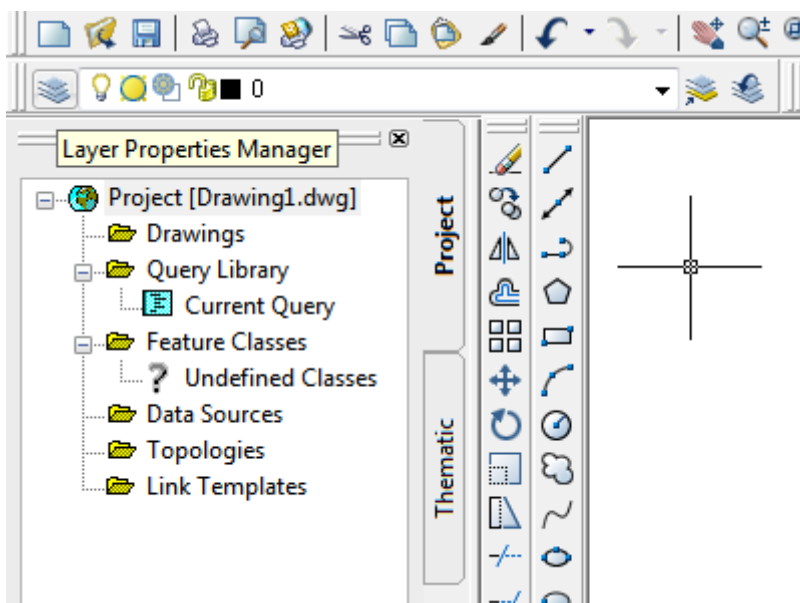 0
Layer Properties Manager
Project [Drawing1.dwg]
Drawings
Query Library
Current Query
Feature Classes
Undefined Classes
Data Sources
Topologies
Link Templates
Project
Thematic